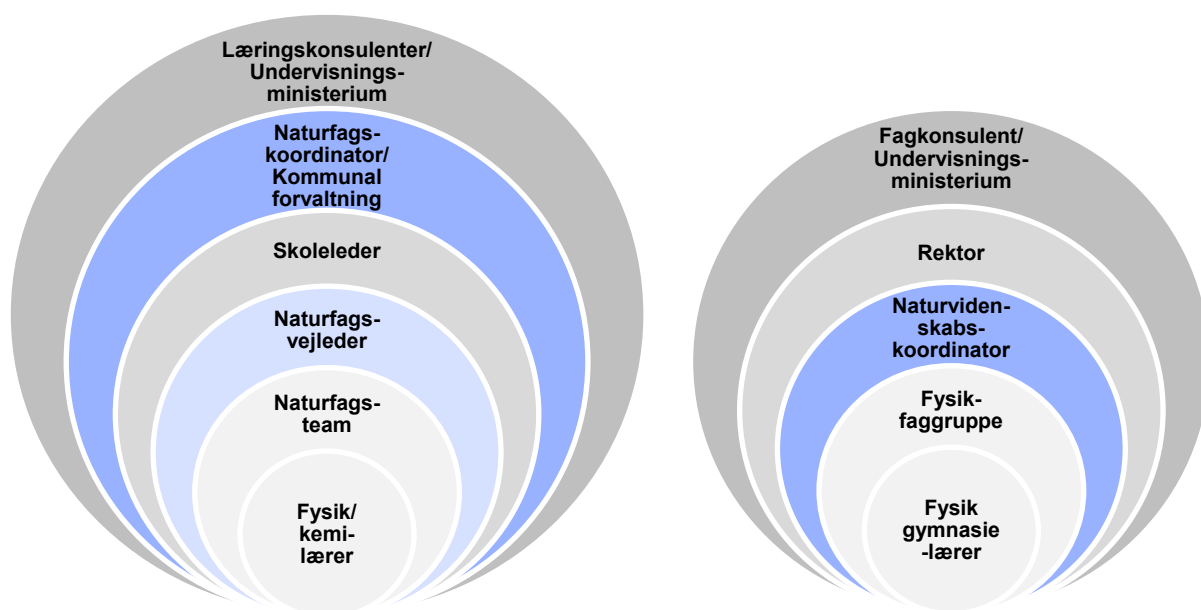 Læringskonsulenter/
Undervisnings-
ministerium
Naturfags-
koordinator/
Kommunal
forvaltning
Skoleleder
Naturfags-
vejleder
Naturfags-
team
Fysik/
kemi-
lærer
Fagkonsulent/
Undervisnings-
ministerium
Rektor
Naturviden-
skabs-
koordinator
Fysik-
faggruppe
Fysik
gymnasie
-lærer